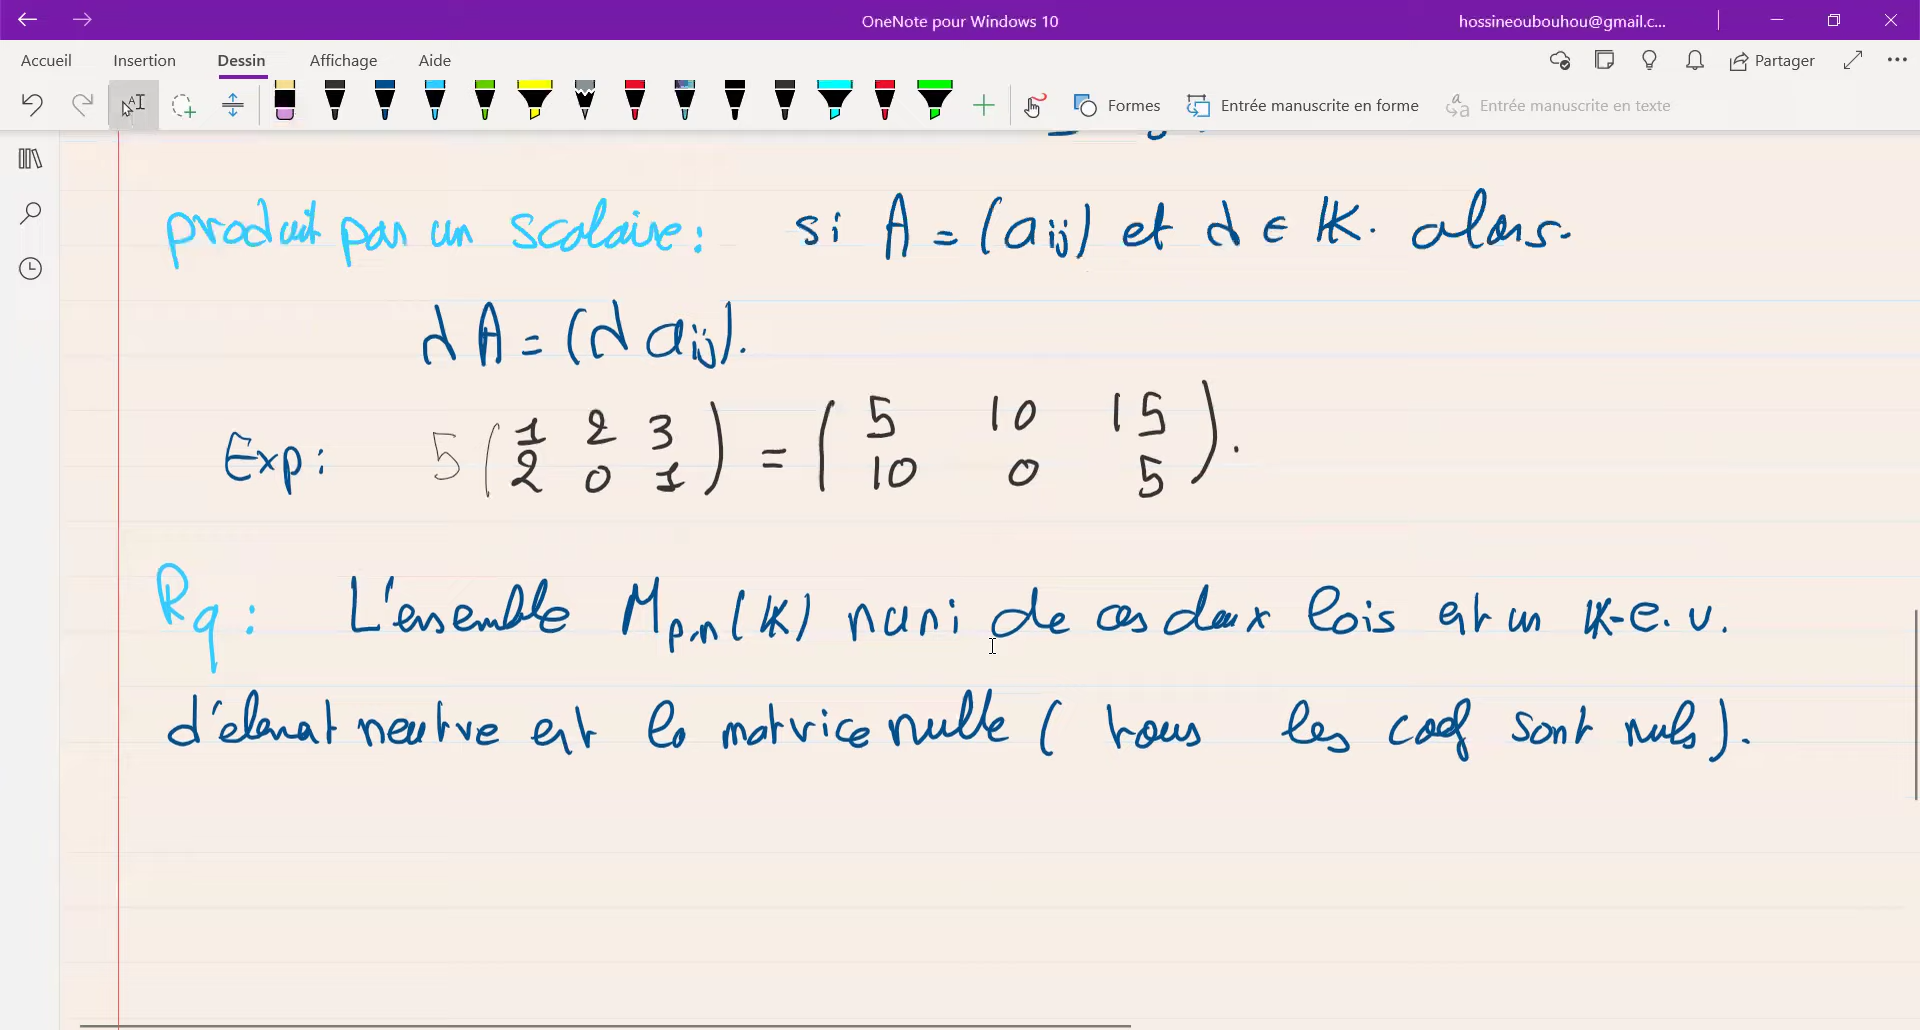 OneNote pour Windows 10
hossineoubouhou@gmail.c...
Accueil Insertion Dessin Affichage Aide
Partager
Formes Entrée manuscrite en forme Entrée manuscrite en texte
produit par un scalaire : si A = (aij) et λ ∈ K. alors.
λA = (λ aij).
Exp : 5 ( 1 2 3 ) = ( 5 10 15 ).
2 0 1 10 0 5
Rq : L'ensemble Mp,n(K) muni de ces deux lois est un K-e.v.
d'élemat neutre est la matrice nulle ( tous les coef sont nuls ).